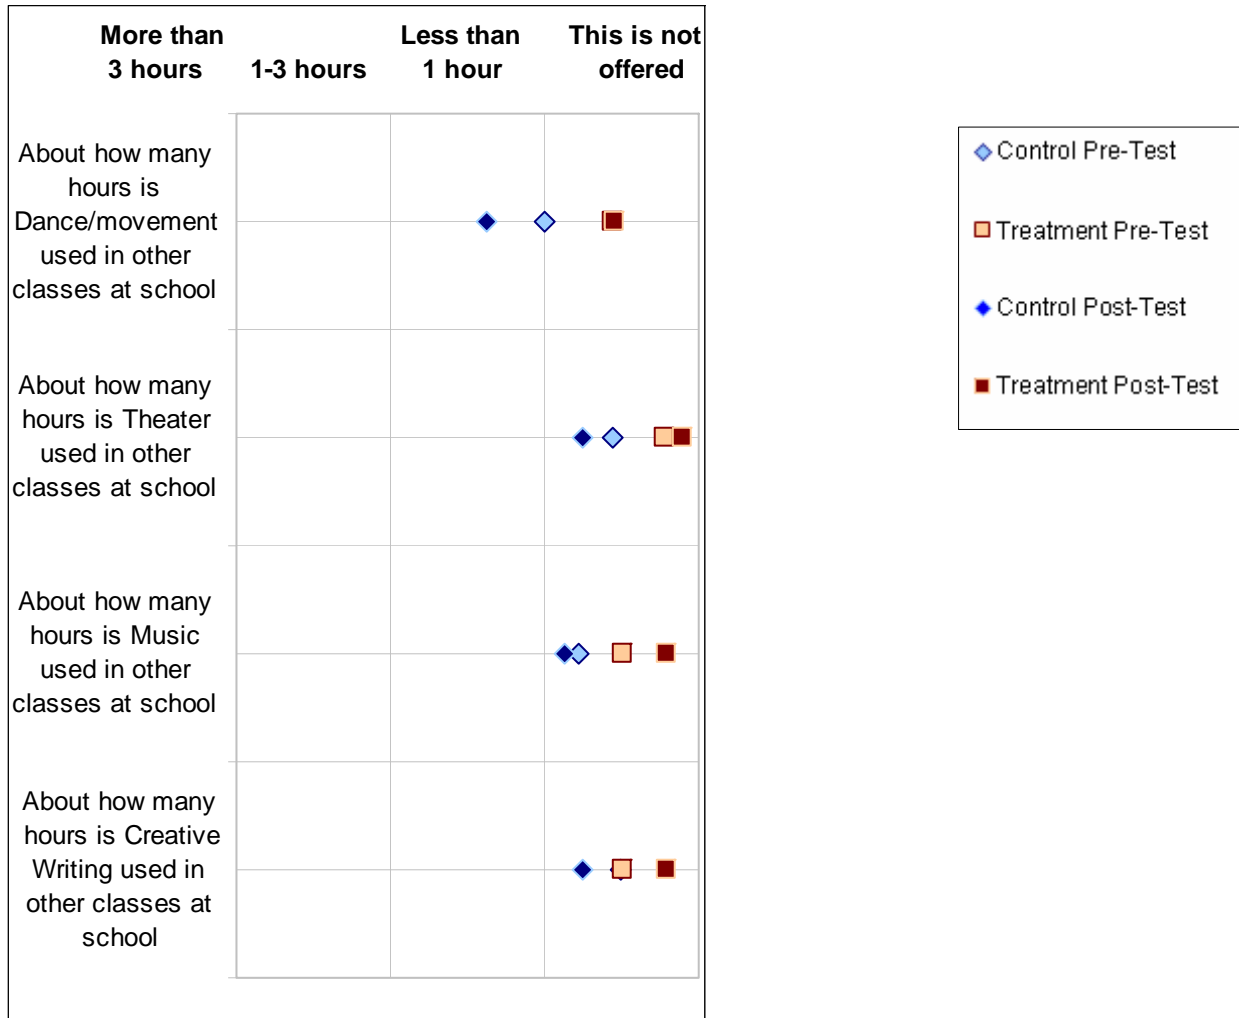 More than
3 hours
1-3 hours
Less than
1 hour
This is not
offered
About how many
hours is
Dance/movement
used in other
classes at school
About how many
hours is Theater
used in other
classes at school
About how many
hours is Music
used in other
classes at school
About how many
hours is Creative
Writing used in
other classes at
school
Control Pre-Test
Treatment Pre-Test
Control Post-Test
Treatment Post-Test